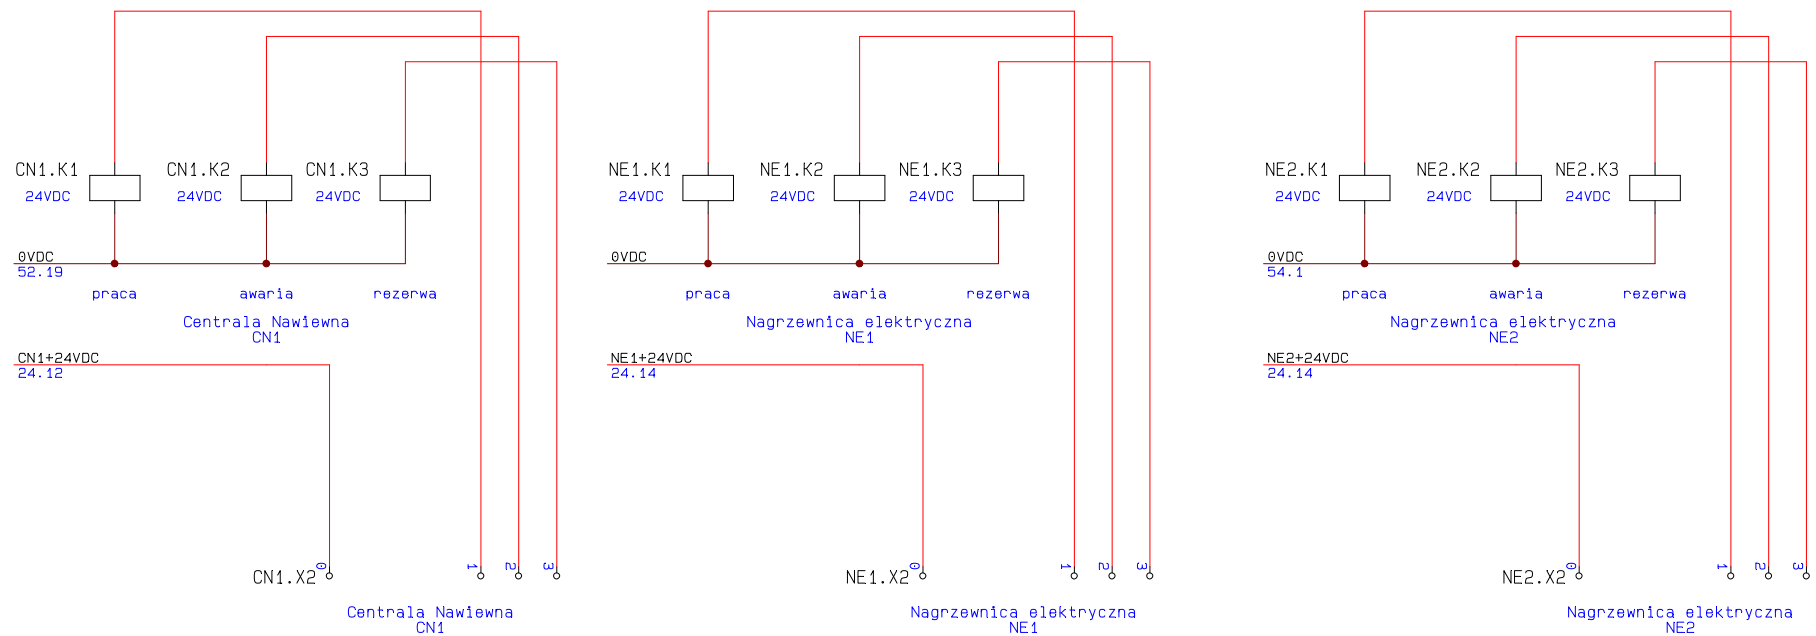 CN1.K1
24VDC
CN1.K2
24VDC
CN1.K3
24VDC
0VDC
52.19
praca
awaria
rezerwa
Centrala Nawiewna
CN1
CN1+24VDC
24.12
CN1.X2
0
1
2
3
Centrala Nawiewna
CN1
NE1.K1
24VDC
NE1.K2
24VDC
NE1.K3
24VDC
0VDC
praca
awaria
rezerwa
Nagrzewnica elektryczna
NE1
NE1+24VDC
24.14
NE1.X2
0
1
2
3
Nagrzewnica elektryczna
NE1
NE2.K1
24VDC
NE2.K2
24VDC
NE2.K3
24VDC
0VDC
54.1
praca
awaria
rezerwa
Nagrzewnica elektryczna
NE2
NE2+24VDC
24.14
NE2.X2
0
1
2
3
Nagrzewnica elektryczna
NE2